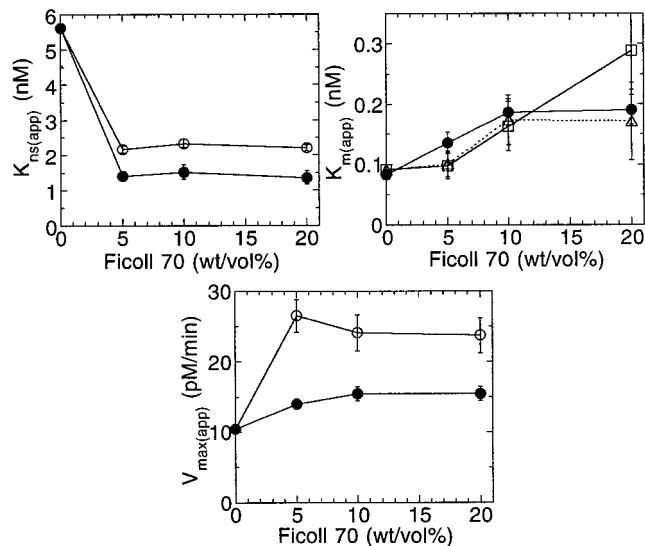 6
5
4
3
2
1
0
K_ns(app) (nM)
0 5 10 15 20
Ficoll 70 (wt/vol%)
0.3
0.2
0.1
0
K_m(app) (nM)
0 5 10 15 20
Ficoll 70 (wt/vol%)
30
20
10
0
V_max(app) (pM/min)
0 5 10 15 20
Ficoll 70 (wt/vol%)